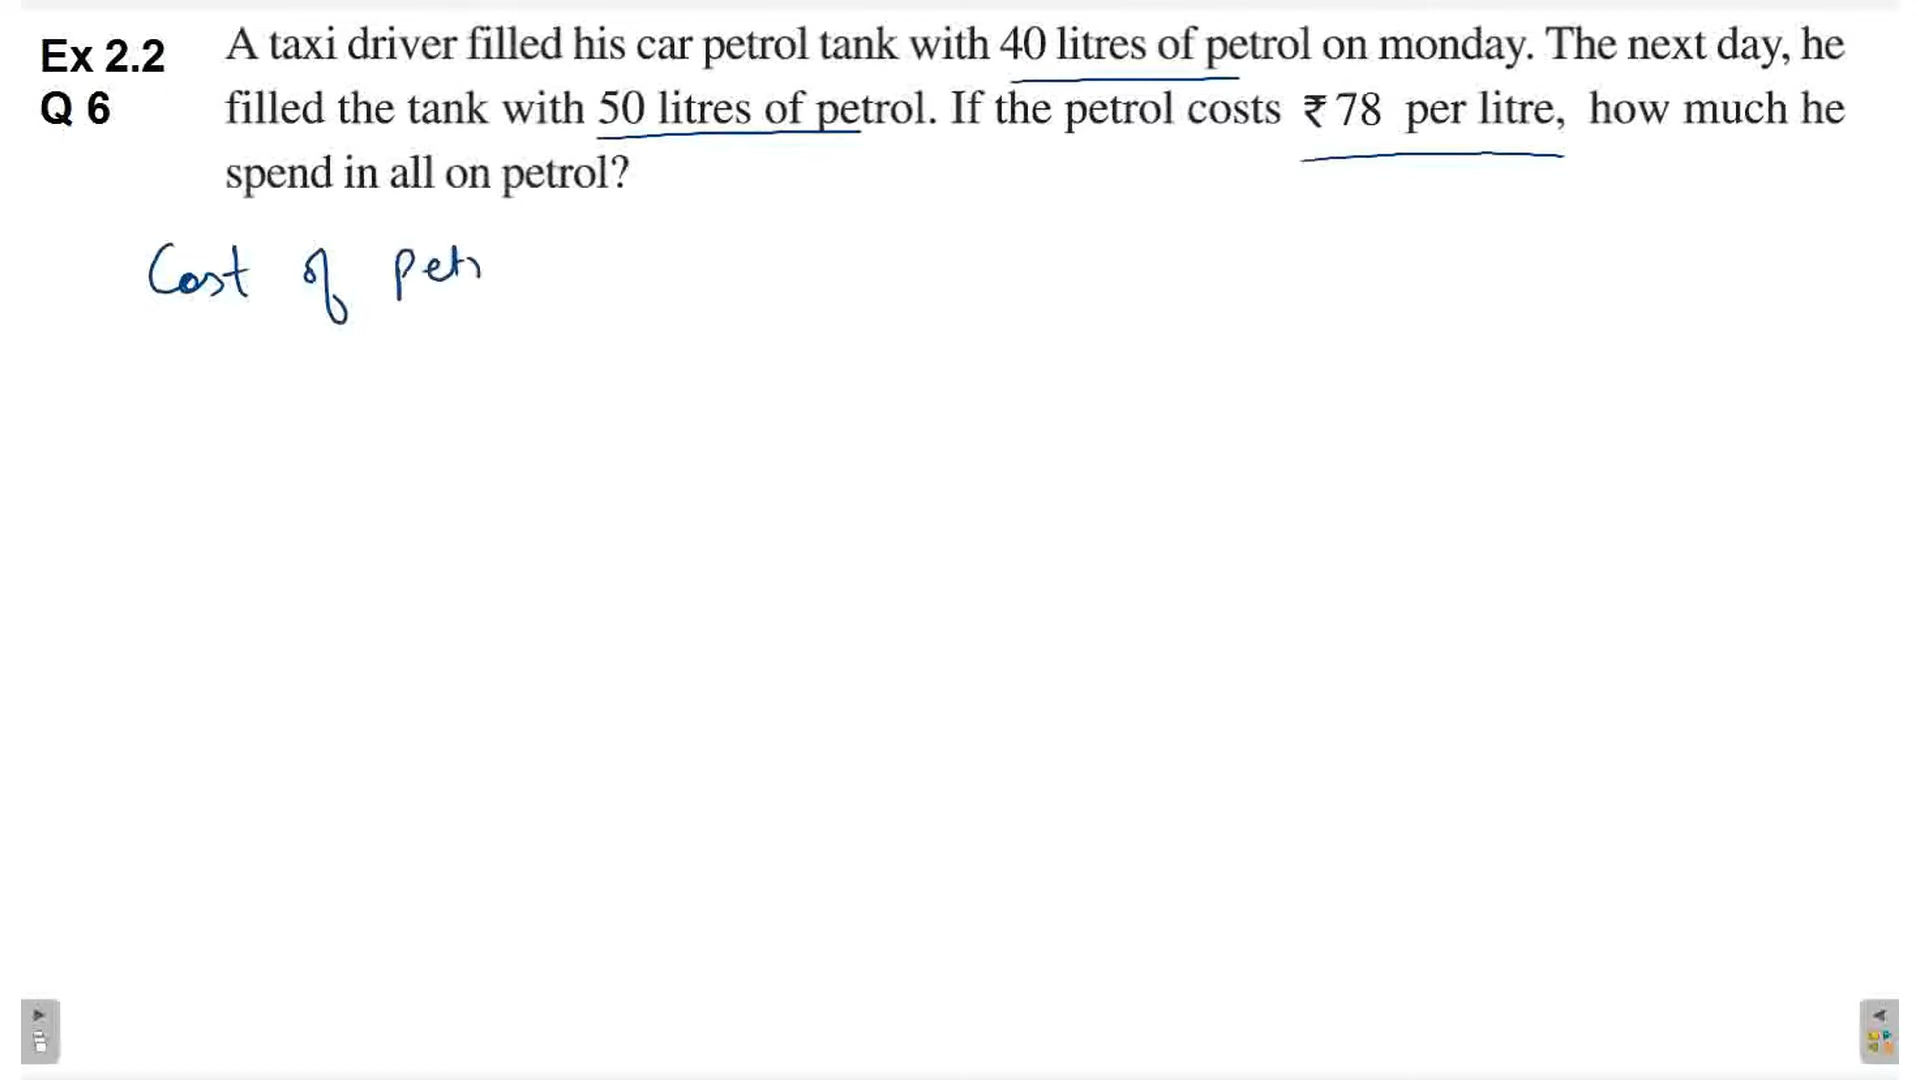 Ex 2.2
Q 6
A taxi driver filled his car petrol tank with 40 litres of petrol on monday. The next day, he
filled the tank with 50 litres of petrol. If the petrol costs ₹ 78 per litre, how much he
spend in all on petrol?
Cost of Petr